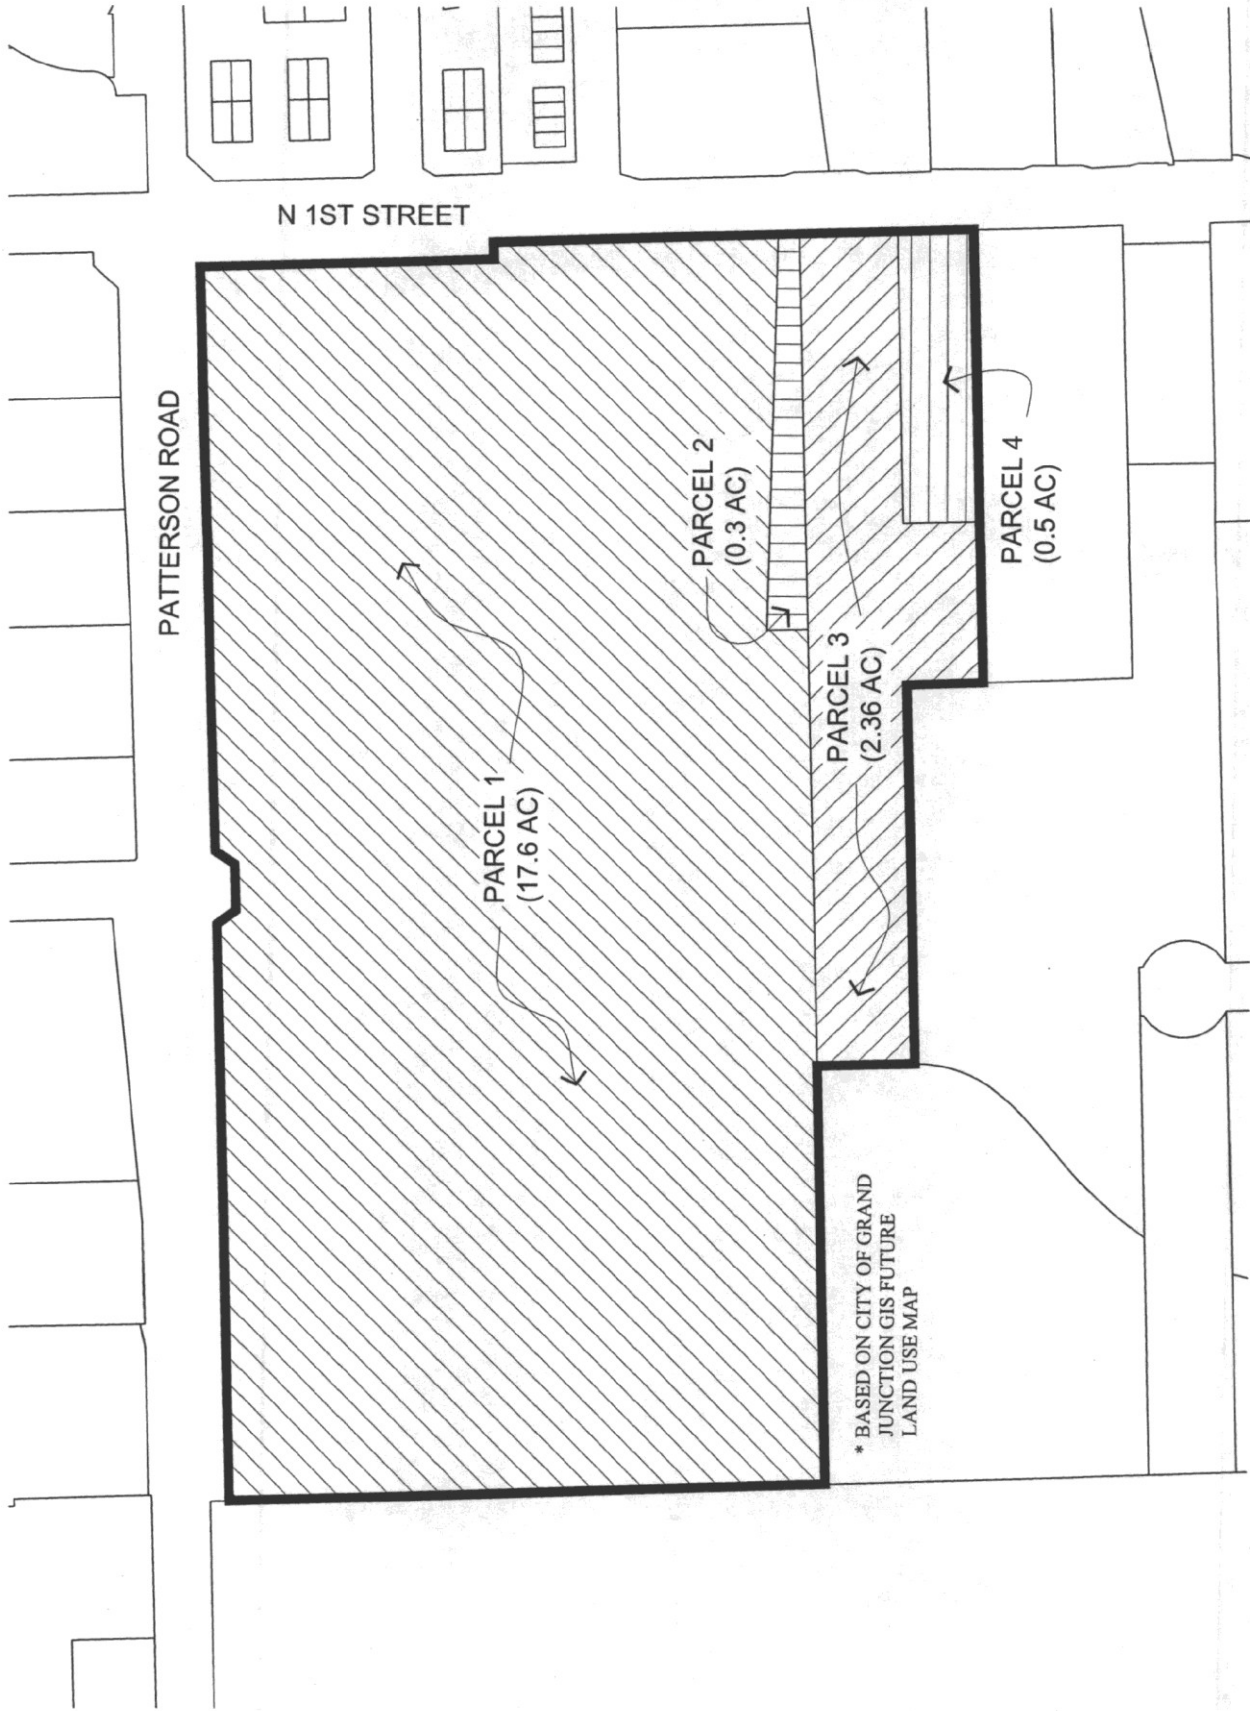 N 1ST STREET
PATTERSON ROAD
PARCEL 1
(17.6 AC)
PARCEL 2
(0.3 AC)
PARCEL 3
(2.36 AC)
PARCEL 4
(0.5 AC)
* BASED ON CITY OF GRAND
JUNCTION GIS FUTURE
LAND USE MAP